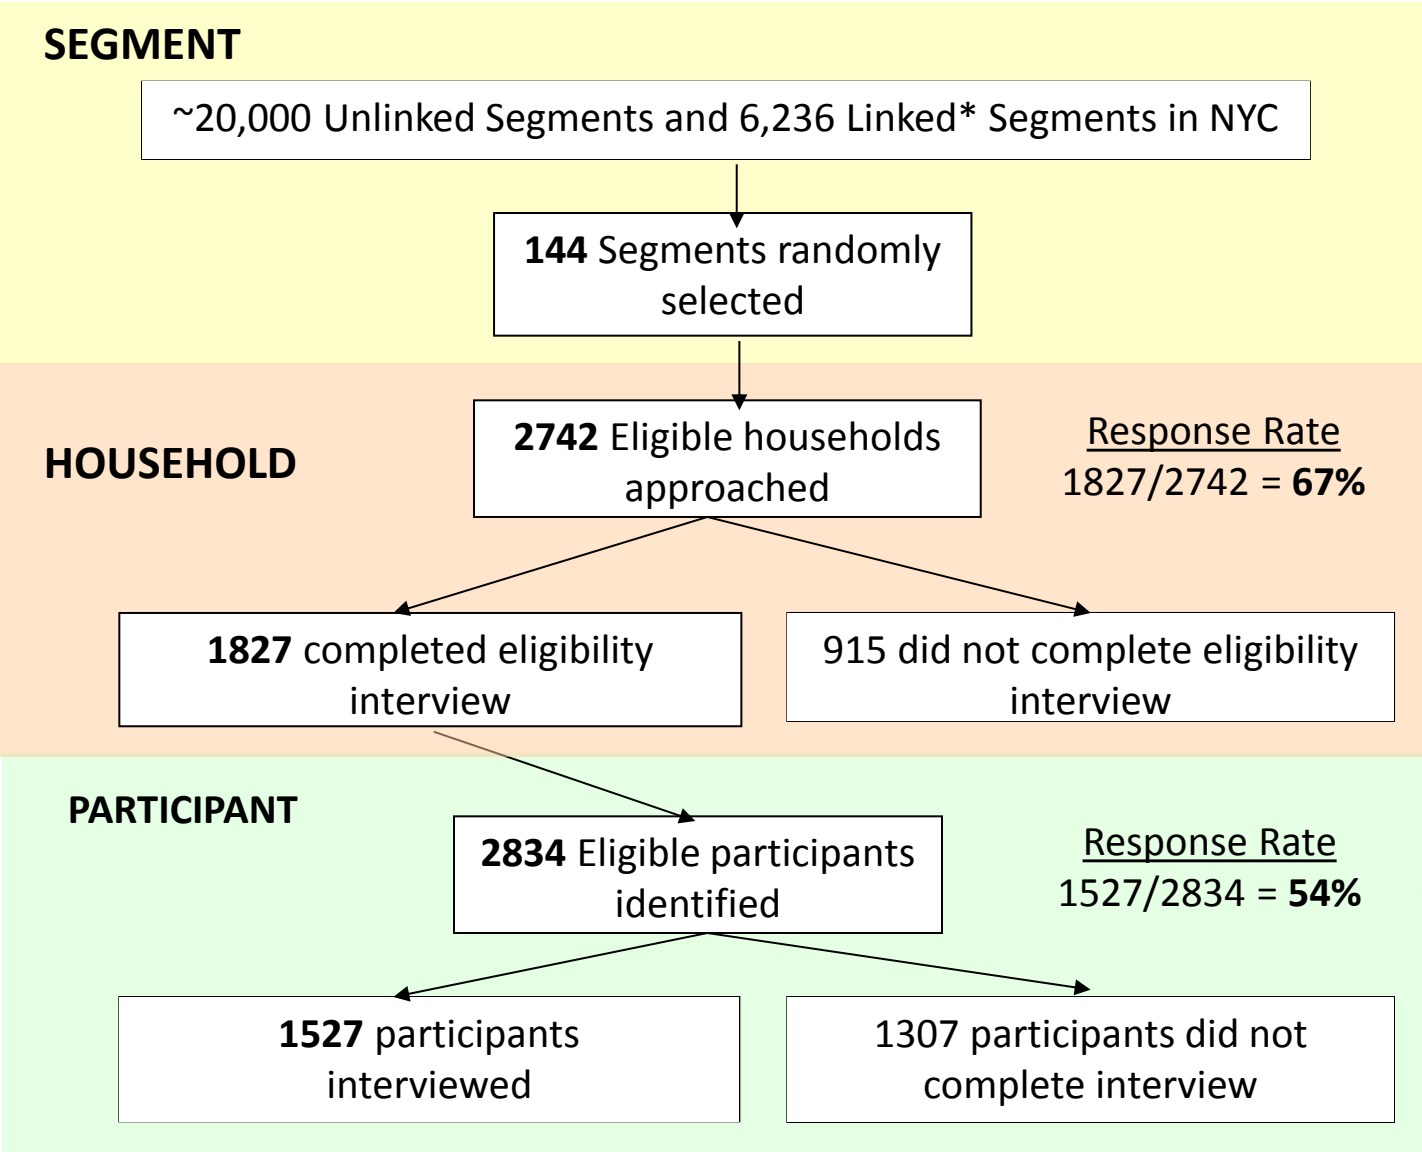 SEGMENT
~20,000 Unlinked Segments and 6,236 Linked* Segments in NYC
144 Segments randomly
selected
HOUSEHOLD
2742 Eligible households
approached
Response Rate
1827/2742 = 67%
1827 completed eligibility
interview
915 did not complete eligibility
interview
PARTICIPANT
2834 Eligible participants
identified
Response Rate
1527/2834 = 54%
1527 participants
interviewed
1307 participants did not
complete interview